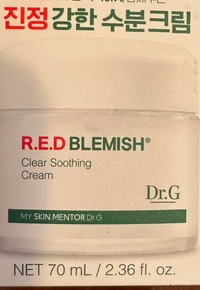 진정 강한 수분크림
R.E.D BLEMISH®
Clear Soothing
Cream
Dr.G
MY SKIN MENTOR Dr.G
NET 70 mL / 2.36 fl. oz.